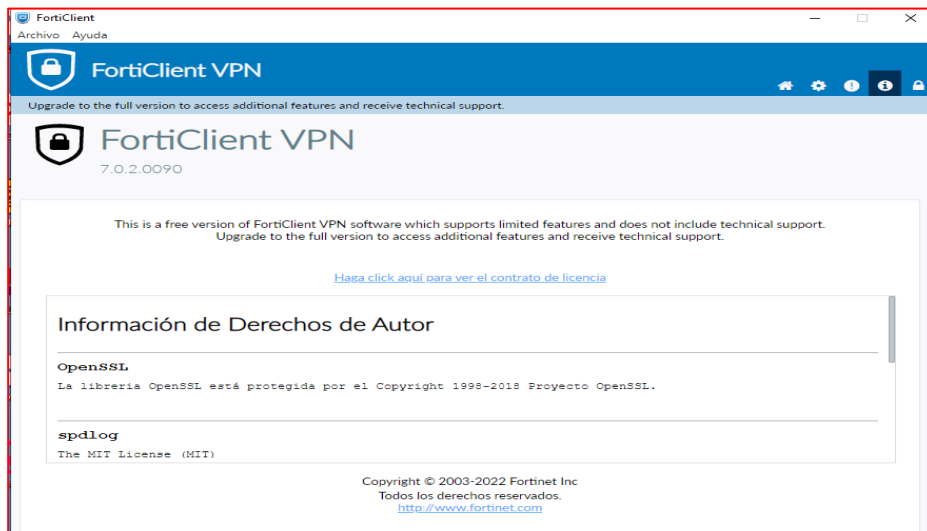 FortiClient
Archivo Ayuda
FortiClient VPN
Upgrade to the full version to access additional features and receive technical support.
FortiClient VPN
7.0.2.0090
This is a free version of FortiClient VPN software which supports limited features and does not include technical support.
Upgrade to the full version to access additional features and receive technical support.
Haga click aquí para ver el contrato de licencia
Información de Derechos de Autor
OpenSSL
La libreria OpenSSL está protegida por el Copyright 1998-2018 Proyecto OpenSSL.
spdlog
The MIT License (MIT)
Copyright © 2003-2022 Fortinet Inc
Todos los derechos reservados.
http://www.fortinet.com